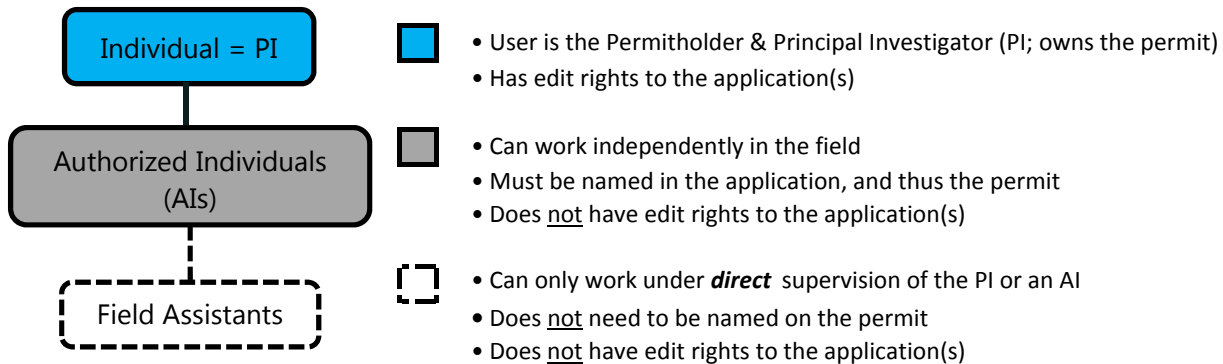 Individual = PI
• User is the Permitholder & Principal Investigator (PI; owns the permit)
• Has edit rights to the application(s)
Authorized Individuals
(AIs)
• Can work independently in the field
• Must be named in the application, and thus the permit
• Does not have edit rights to the application(s)
Field Assistants
• Can only work under direct supervision of the PI or an AI
• Does not need to be named on the permit
• Does not have edit rights to the application(s)